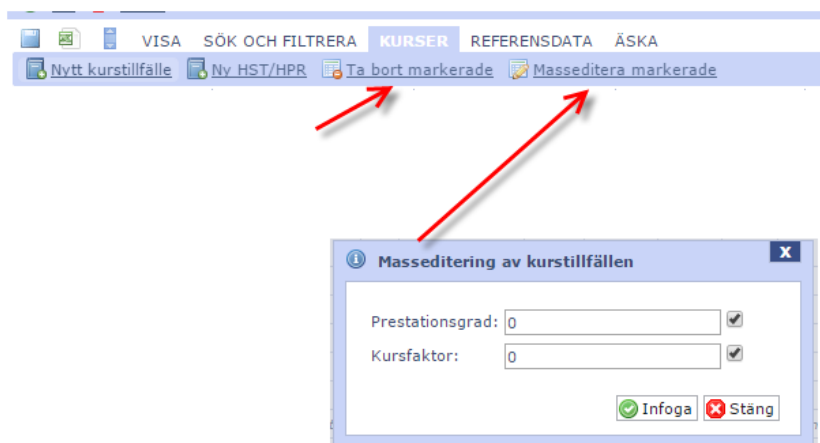 VISA SÖK OCH FILTRERA KURSER REFERENSDATA ÄSKA
Nytt kurstillfälle Ny HST/HPR Ta bort markerade Masseditera markerade
Masseditering av kurstillfällen X
Prestationsgrad: 0
Kursfaktor: 0
Infoga Stäng